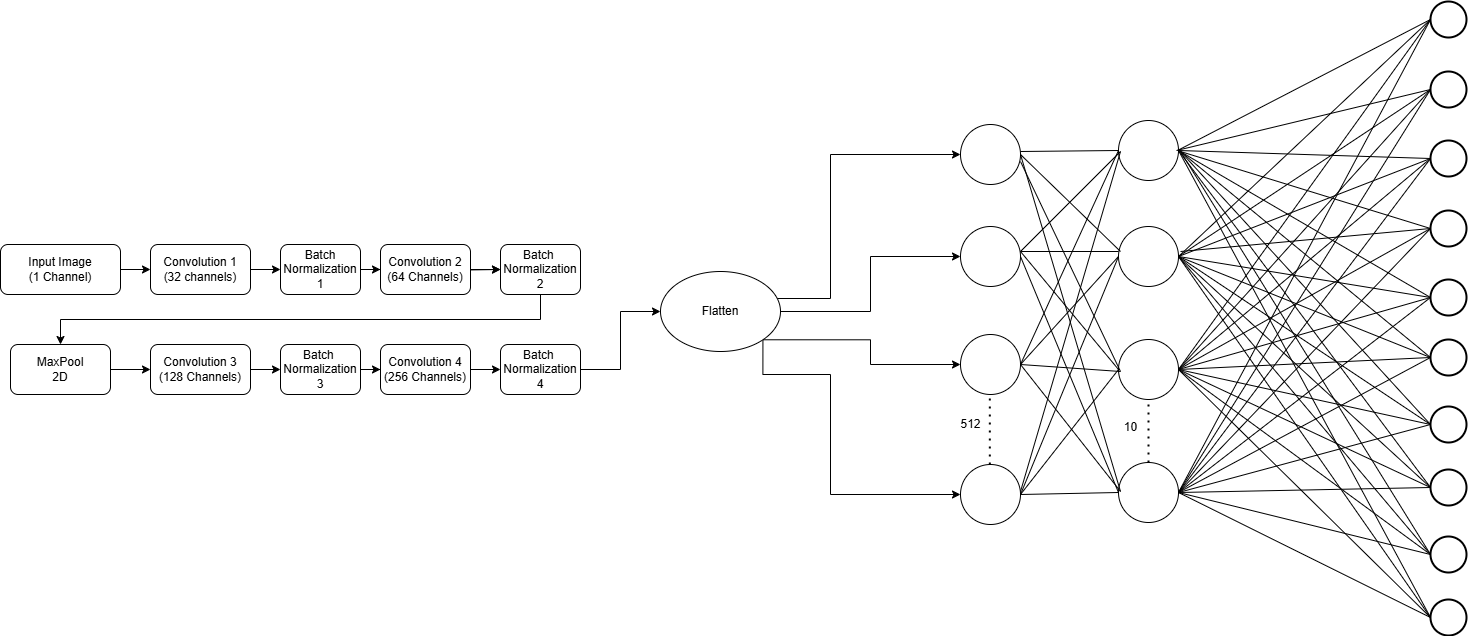 Input Image
(1 Channel)
Convolution 1
(32 channels)
Batch
Normalization
1
Convolution 2
(64 Channels)
Batch
Normalization
2
MaxPool
2D
Convolution 3
(128 Channels)
Batch
Normalization
3
Convolution 4
(256 Channels)
Batch
Normalization
4
Flatten
512
10